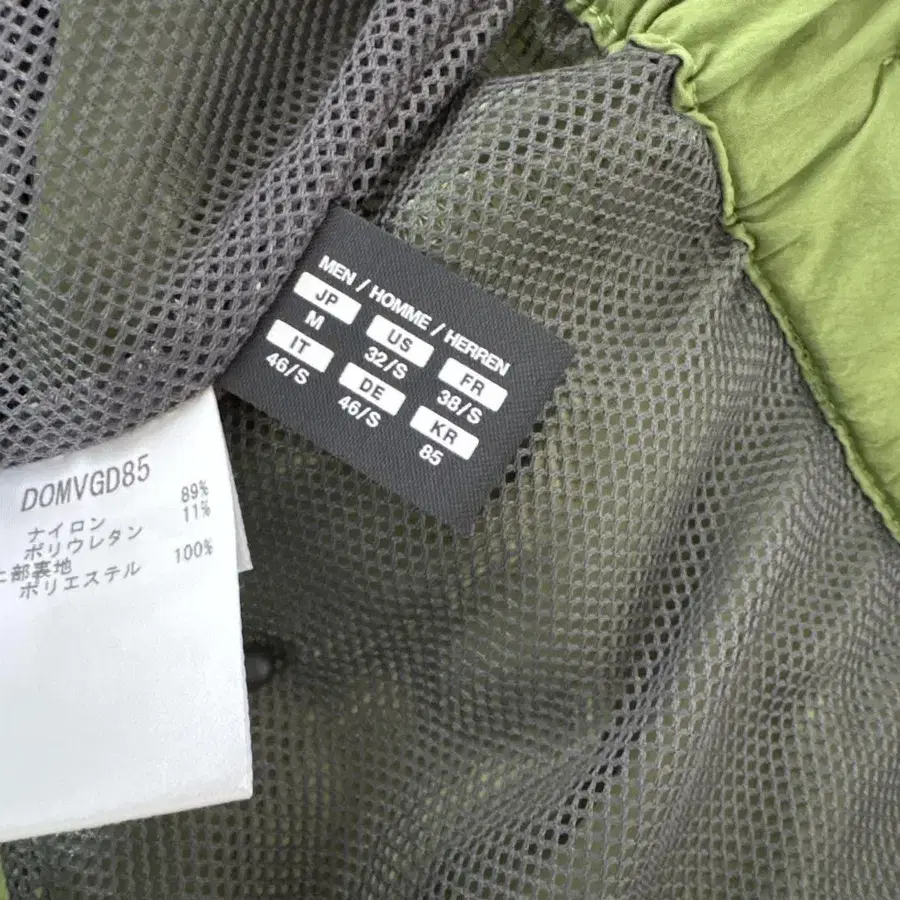 MEN / HOMME / HERREN
JP US FR
M 32/S 38/S
IT DE KR
46/S 46/S 85
DOMVGD85
89%
ナイロン 11%
ポリウレタン
部裏地 100%
ポリエステル